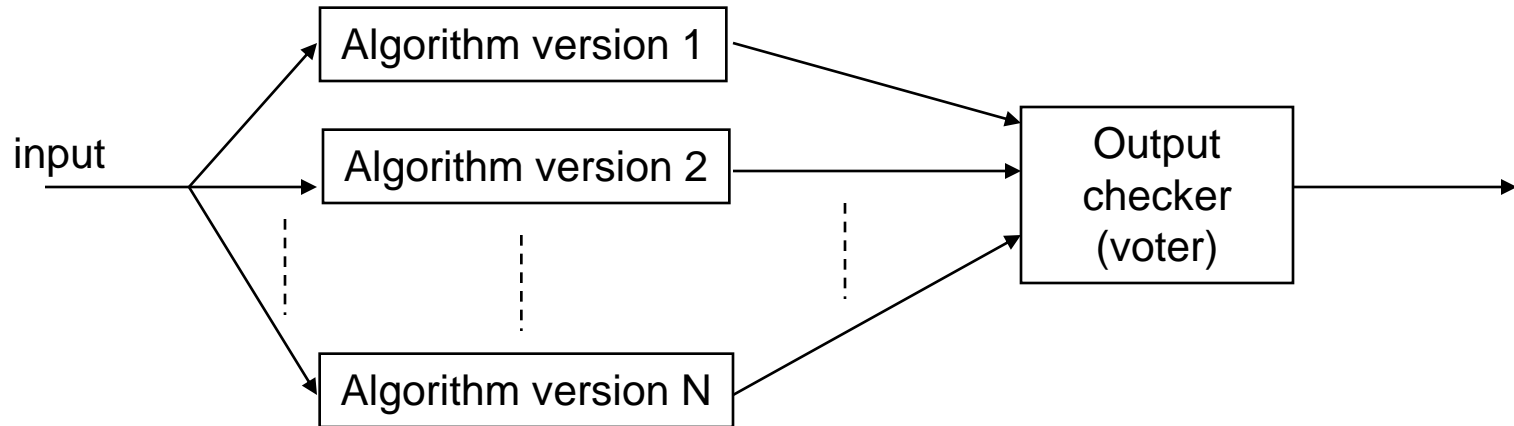 input
Algorithm version 1
Algorithm version 2
Algorithm version N
Output
checker
(voter)